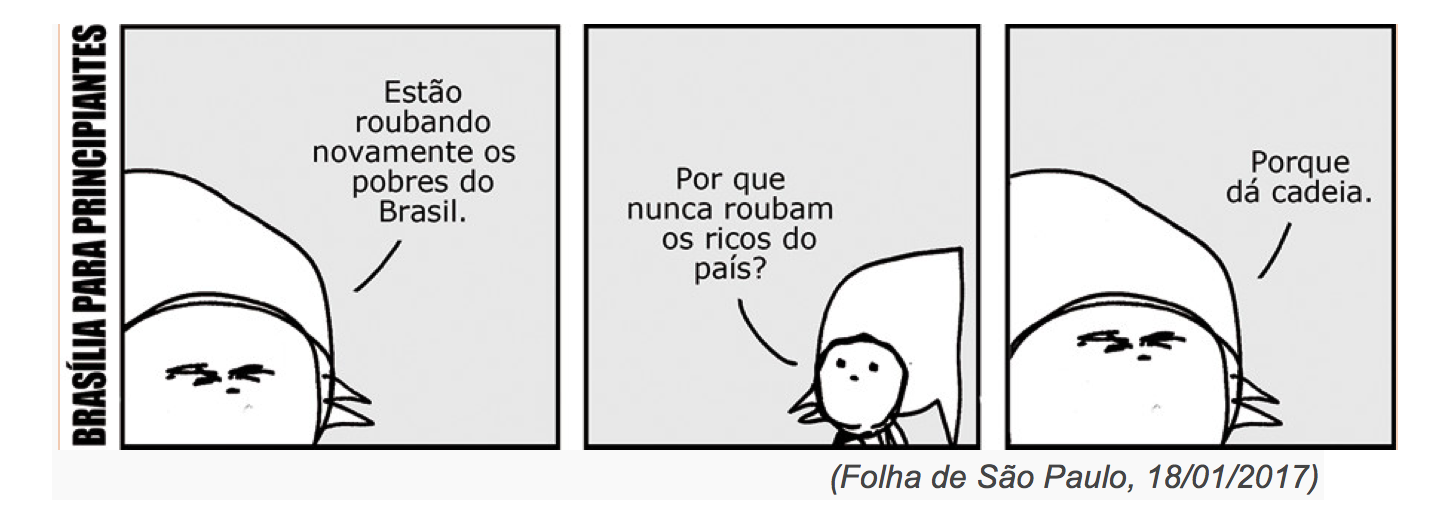 BRASÍLIA PARA PRINCIPIANTES
Estão
roubando
novamente os
pobres do
Brasil.
Por que
nunca roubam
os ricos do
país?
Porque
dá cadeia.
(Folha de São Paulo, 18/01/2017)